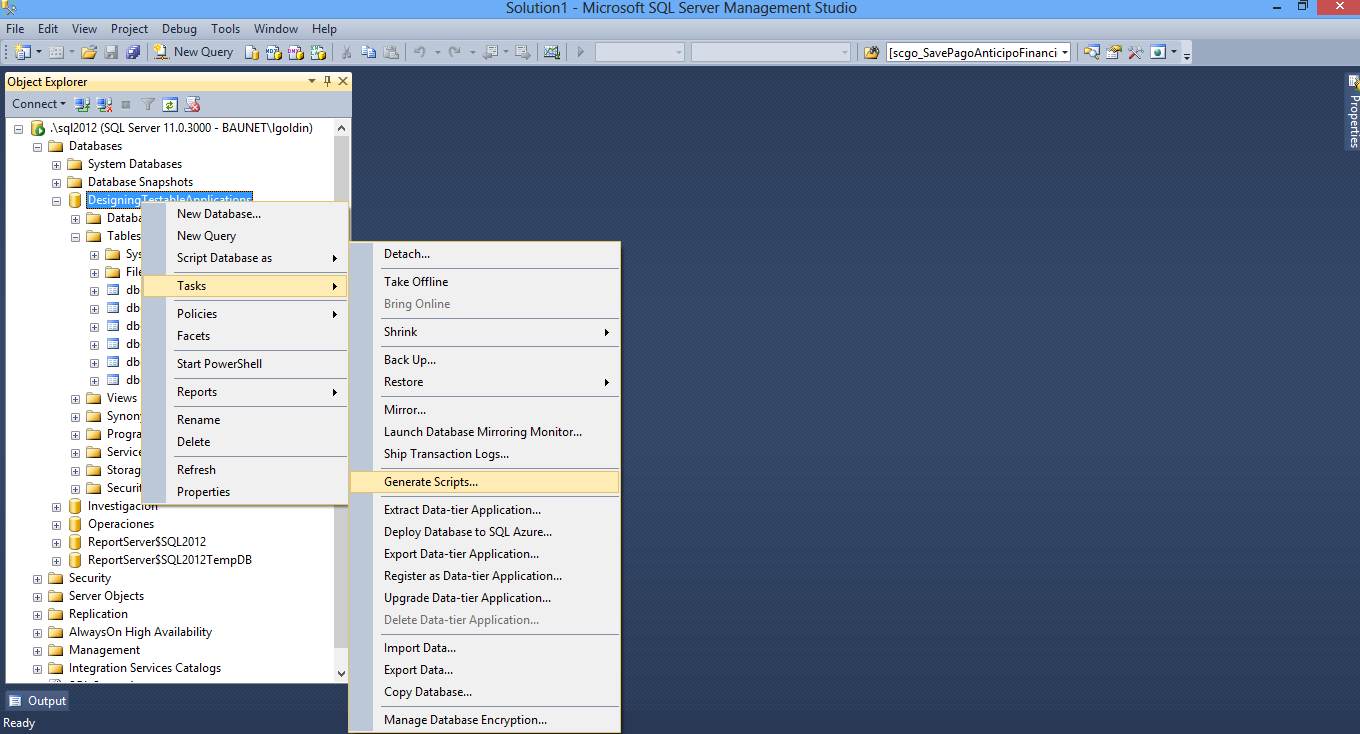 Solution1 - Microsoft SQL Server Management Studio
File Edit View Project Debug Tools Window Help
New Query
[scgo_SavePagoAnticipoFinanci
Object Explorer
Connect
.\sql2012 (SQL Server 11.0.3000 - BAUNET\lgoldin)
Databases
System Databases
Database Snapshots
DesigningTestableApplications
Databa
Tables
Sys
File
db
db
db
db
db
db
Views
Synon
Progra
Service
Storag
Securit
Investigacion
Operaciones
ReportServer$SQL2012
ReportServer$SQL2012TempDB
Security
Server Objects
Replication
AlwaysOn High Availability
Management
Integration Services Catalogs
New Database...
New Query
Script Database as
Tasks
Policies
Facets
Start PowerShell
Reports
Rename
Delete
Refresh
Properties
Detach...
Take Offline
Bring Online
Shrink
Back Up...
Restore
Mirror...
Launch Database Mirroring Monitor...
Ship Transaction Logs...
Generate Scripts...
Extract Data-tier Application...
Deploy Database to SQL Azure...
Export Data-tier Application...
Register as Data-tier Application...
Upgrade Data-tier Application...
Delete Data-tier Application...
Import Data...
Export Data...
Copy Database...
Manage Database Encryption...
Properties
Output
Ready